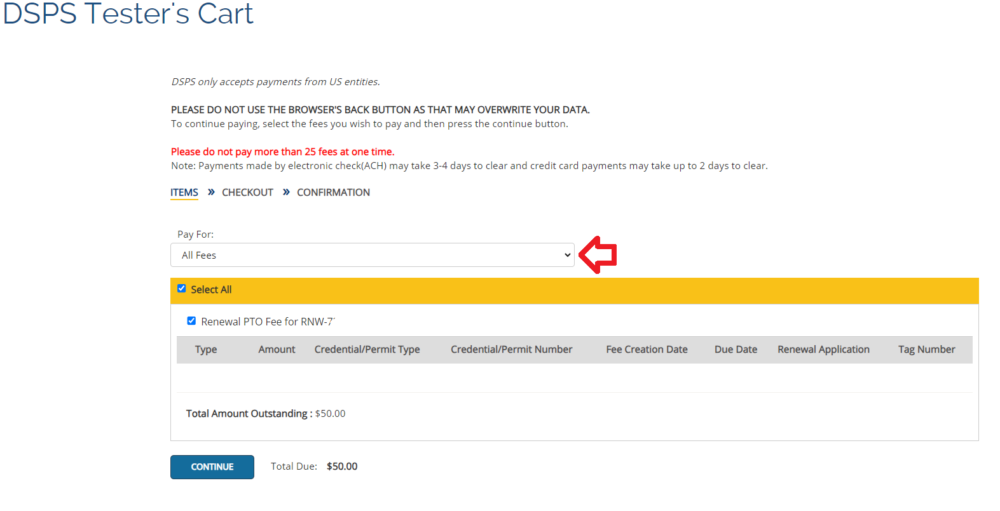 DSPS Tester's Cart
DSPS only accepts payments from US entities.
PLEASE DO NOT USE THE BROWSER'S BACK BUTTON AS THAT MAY OVERWRITE YOUR DATA.
To continue paying, select the fees you wish to pay and then press the continue button.
Please do not pay more than 25 fees at one time.
Note: Payments made by electronic check(ACH) may take 3-4 days to clear and credit card payments may take up to 2 days to clear.
ITEMS » CHECKOUT » CONFIRMATION
Pay For:
All Fees
Select All
Renewal PTO Fee for RNW-7
Type Amount Credential/Permit Type Credential/Permit Number Fee Creation Date Due Date Renewal Application Tag Number
Total Amount Outstanding : $50.00
CONTINUE Total Due: $50.00